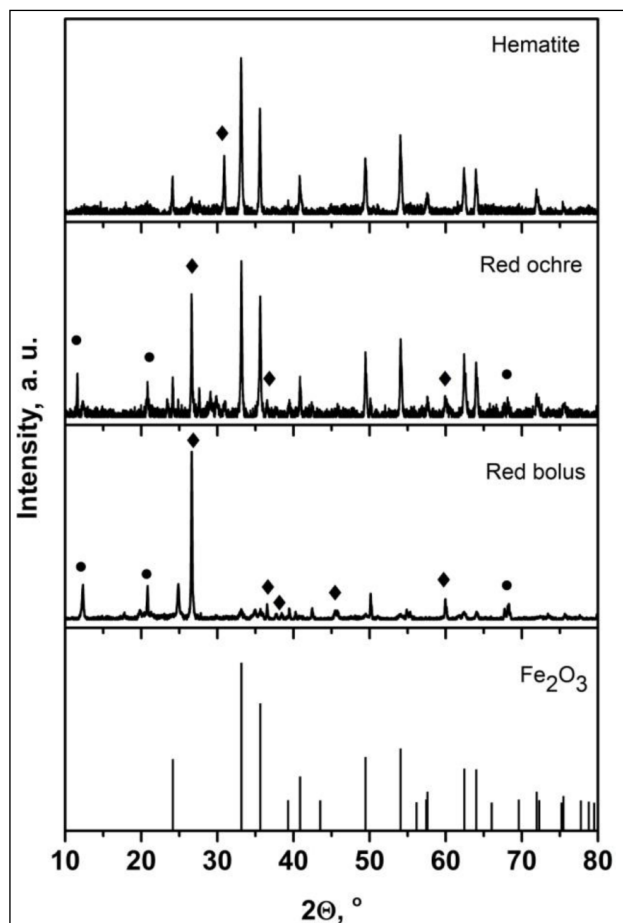 Hematite
Red ochre
Red bolus
Fe₂O₃
Intensity, a. u.
10 20 30 40 50 60 70 80
2Θ, °